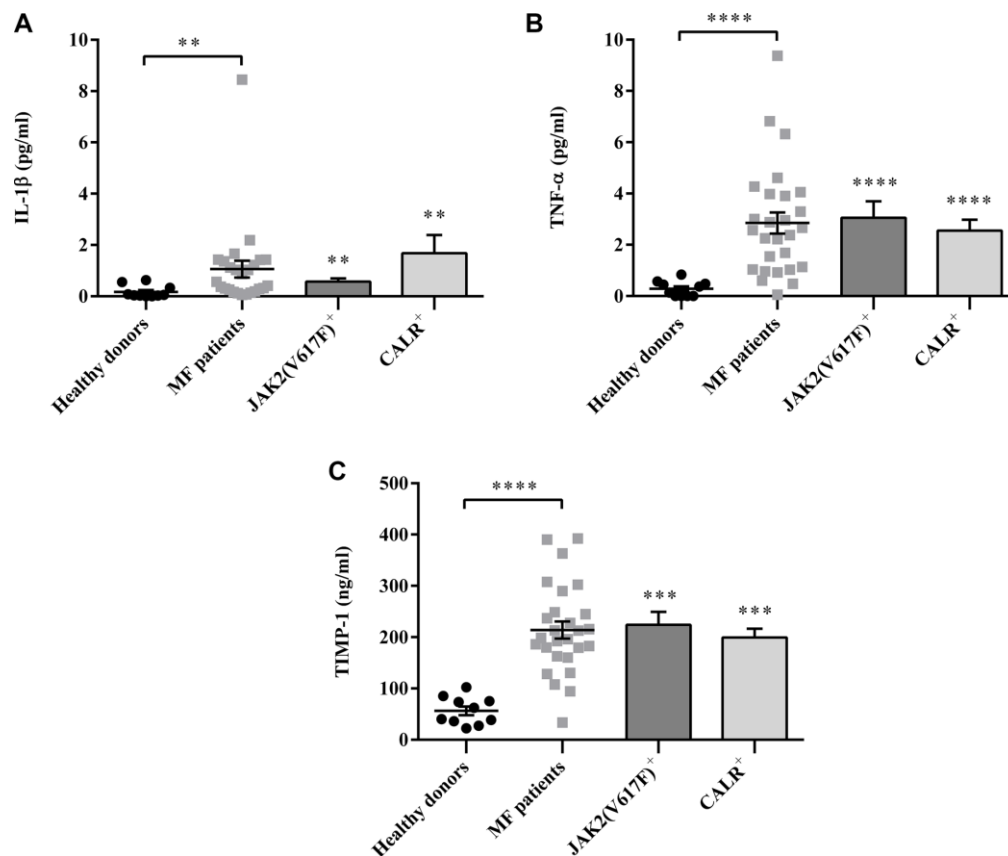 A
**
10
8
6
4
2
0
IL-1β (pg/ml)
**
**
Healthy donors
MF patients
JAK2(V617F)+
CALR+
B
****
10
8
6
4
2
0
TNF-α (pg/ml)
****
****
Healthy donors
MF patients
JAK2(V617F)+
CALR+
C
****
500
400
300
200
100
0
TIMP-1 (ng/ml)
***
***
Healthy donors
MF patients
JAK2(V617F)+
CALR+